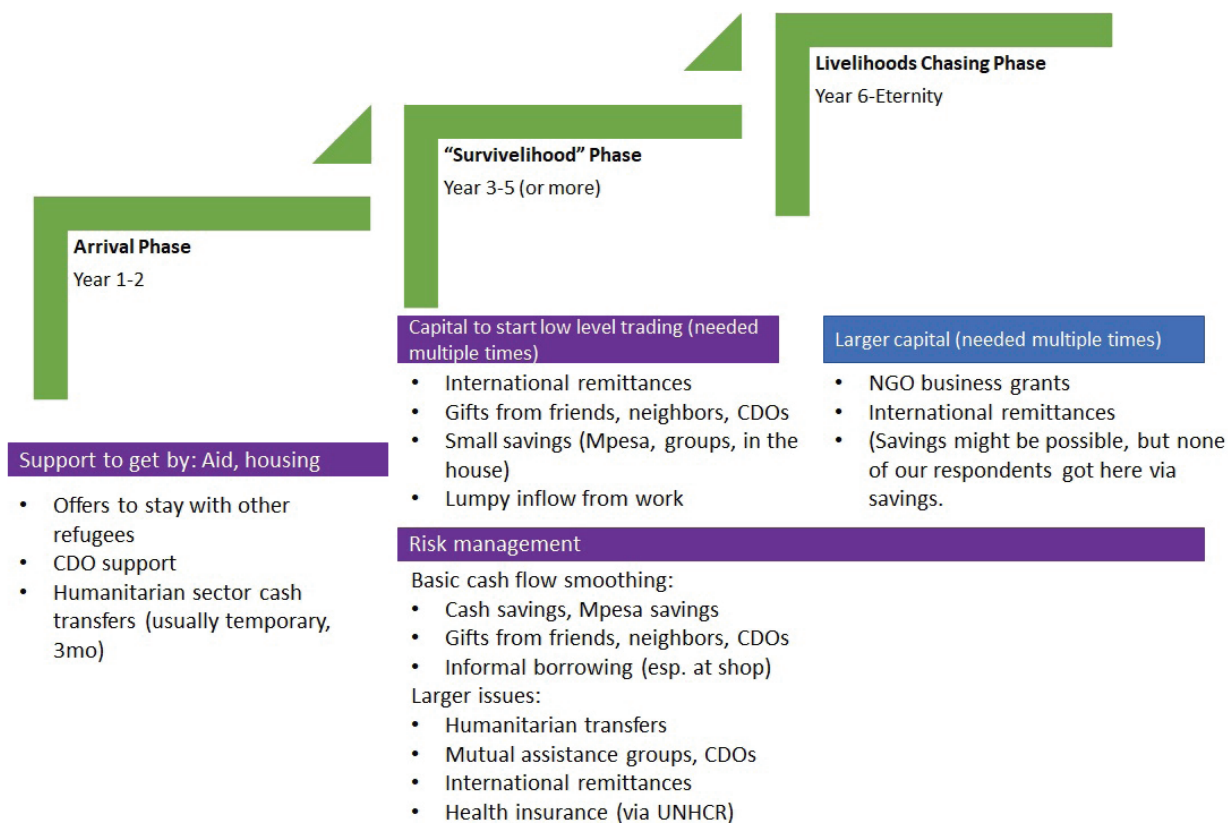 Arrival Phase
Year 1-2
Support to get by: Aid, housing
• Offers to stay with other
refugees
• CDO support
• Humanitarian sector cash
transfers (usually temporary,
3mo)
“Survivelihood” Phase
Year 3-5 (or more)
Capital to start low level trading (needed
multiple times)
• International remittances
• Gifts from friends, neighbors, CDOs
• Small savings (Mpesa, groups, in the
house)
• Lumpy inflow from work
Livelihoods Chasing Phase
Year 6-Eternity
Larger capital (needed multiple times)
• NGO business grants
• International remittances
• (Savings might be possible, but none
of our respondents got here via
savings.
Risk management
Basic cash flow smoothing:
• Cash savings, Mpesa savings
• Gifts from friends, neighbors, CDOs
• Informal borrowing (esp. at shop)
Larger issues:
• Humanitarian transfers
• Mutual assistance groups, CDOs
• International remittances
• Health insurance (via UNHCR)